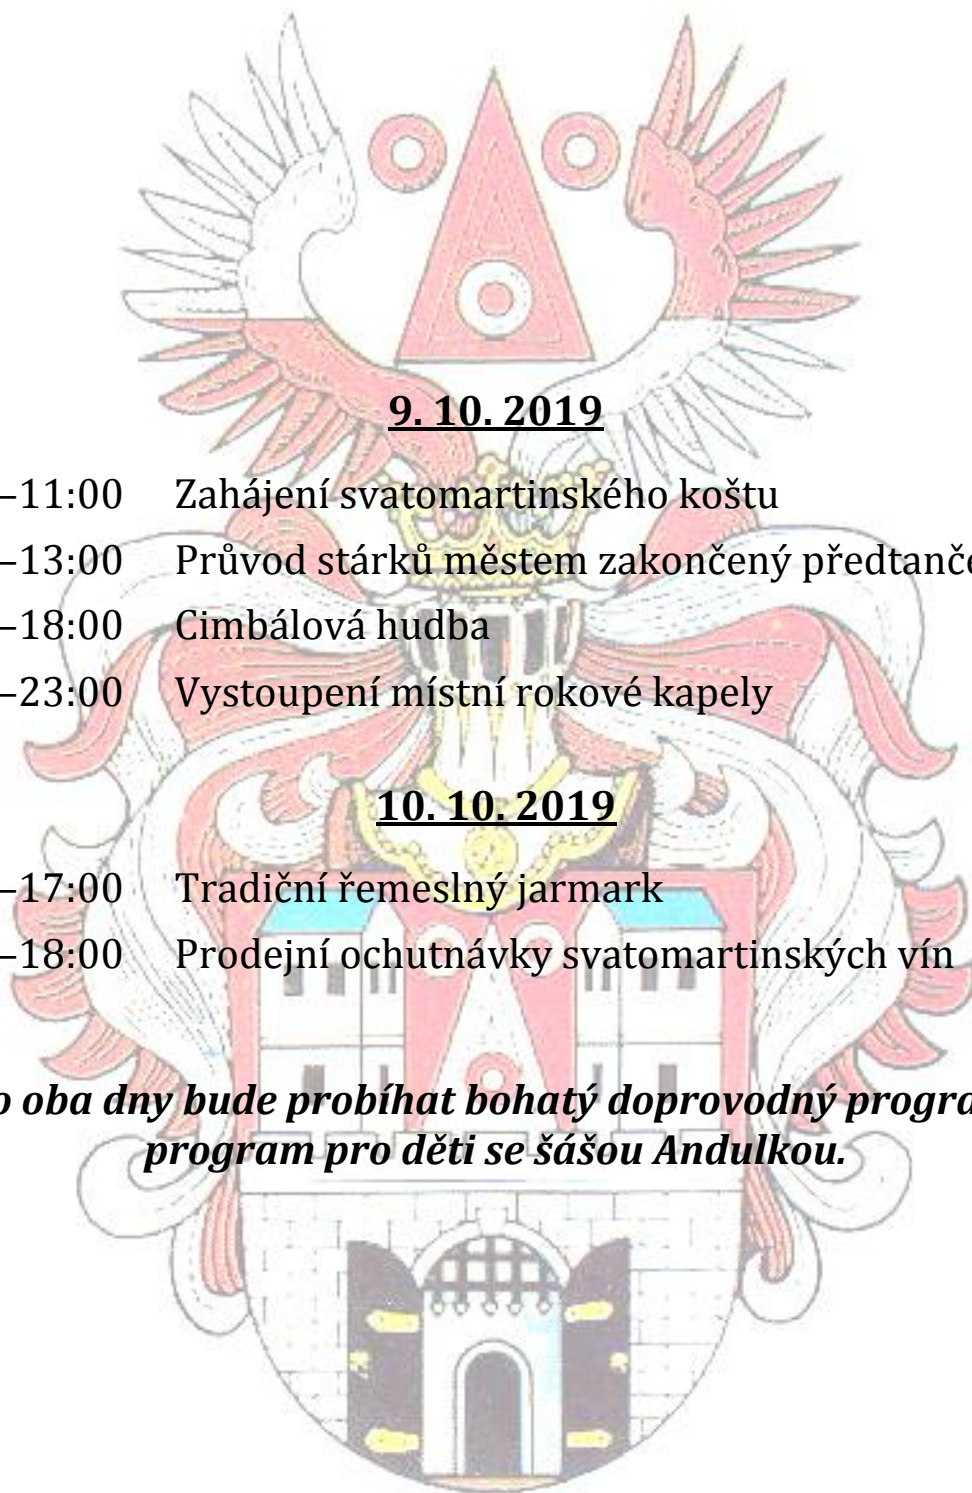 9. 10. 2019
–11:00 Zahájení svatomartinského koštu
–13:00 Průvod stárků městem zakončený předtanče
–18:00 Cimbálová hudba
–23:00 Vystoupení místní rokové kapely
10. 10. 2019
–17:00 Tradiční řemeslný jarmark
–18:00 Prodejní ochutnávky svatomartinských vín
o oba dny bude probíhat bohatý doprovodný progra
program pro děti se šášou Andulkou.